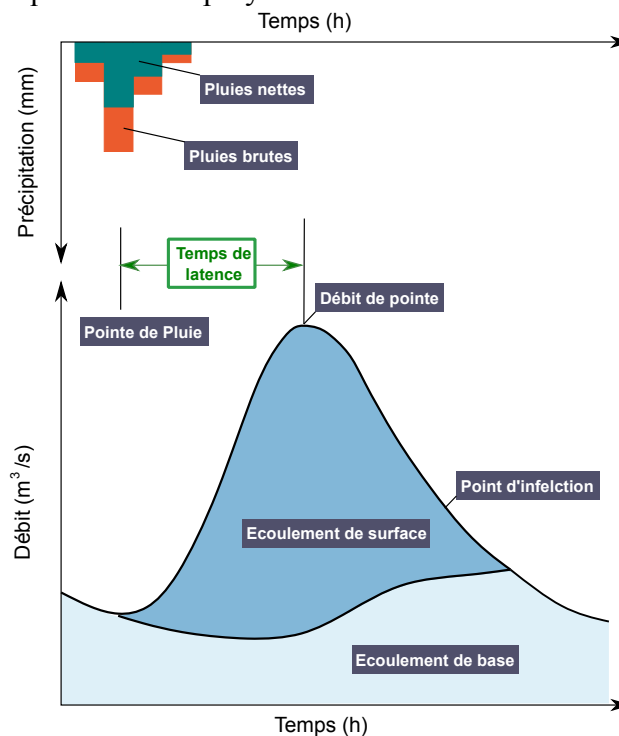 Temps (h)
Précipitation (mm)
Pluies nettes
Pluies brutes
Temps de
latence
Débit de pointe
Pointe de Pluie
Débit (m³/s)
Point d'infelction
Ecoulement de surface
Ecoulement de base
Temps (h)